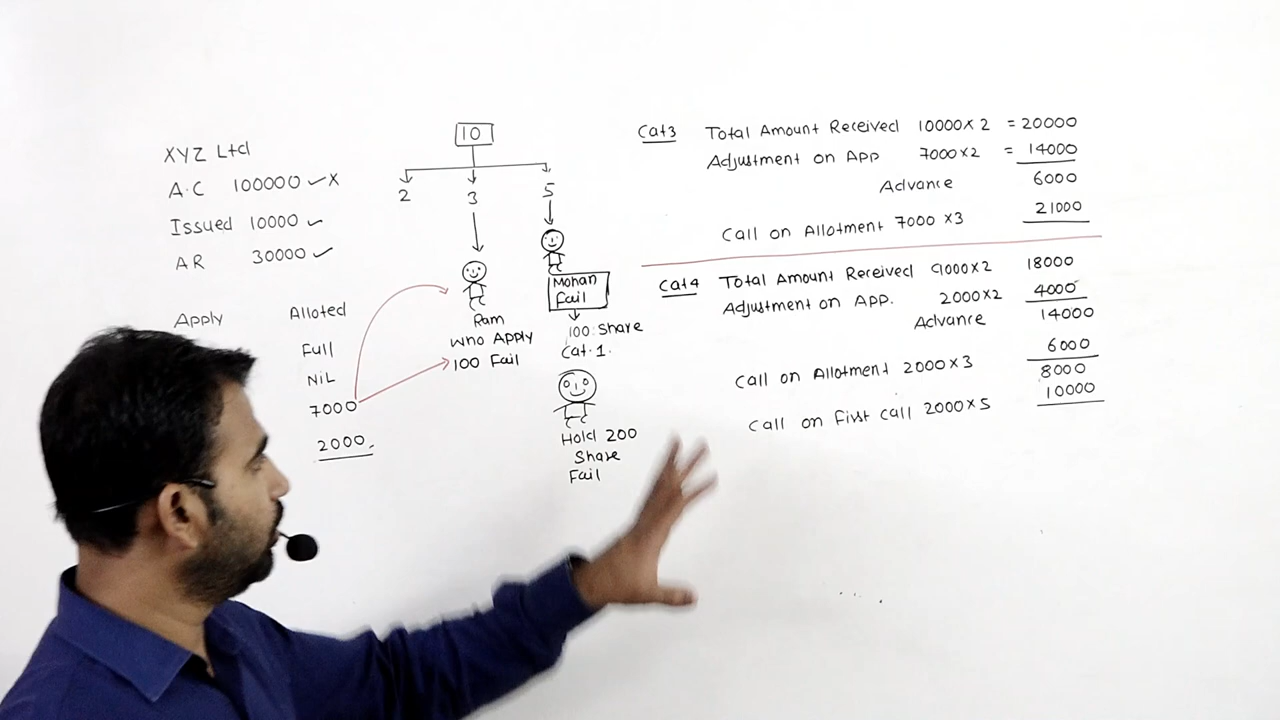 XYZ Ltd
A.C 100000 ✓ X
Issued 10000 ✓
AR 30000 ✓
Apply Alloted
Full
NiL
7000
2000
10
2 3 5
Ram
who Apply
100 Fail
Mohan
Fail
100 Share
Cat.1.
Hold 200
Share
Fail
Cat3 Total Amount Received 10000×2 = 20000
Adjustment on App 7000×2 = 14000
Advance 6000
Call on Allotment 7000×3 21000
Cat4 Total Amount Received 9000×2 18000
Adjustment on App. 2000×2 4000
Advance 14000
Call on Allotment 2000×3 6000
8000
Call on First call 2000×5 10000